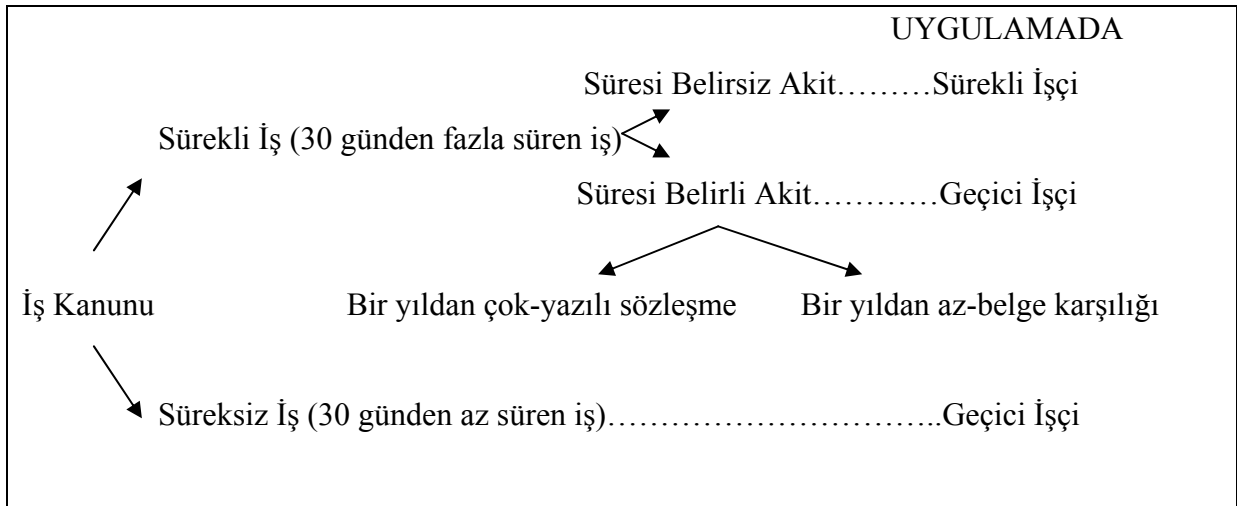 UYGULAMADA
Süresi Belirsiz Akit………Sürekli İşçi
Sürekli İş (30 günden fazla süren iş)
Süresi Belirli Akit…………Geçici İşçi
İş Kanunu Bir yıldan çok-yazılı sözleşme Bir yıldan az-belge karşılığı
Süreksiz İş (30 günden az süren iş)…………………………..Geçici İşçi